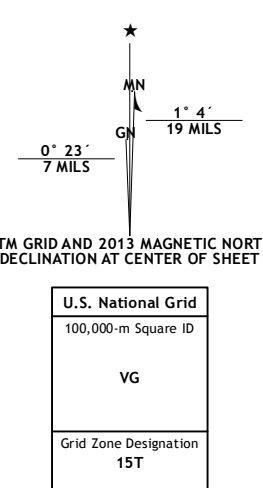 ★
MN
1° 4´
19 MILS
GN
0° 23´
7 MILS
TM GRID AND 2013 MAGNETIC NORT
DECLINATION AT CENTER OF SHEET
U.S. National Grid
100,000-m Square ID
VG
Grid Zone Designation
15T